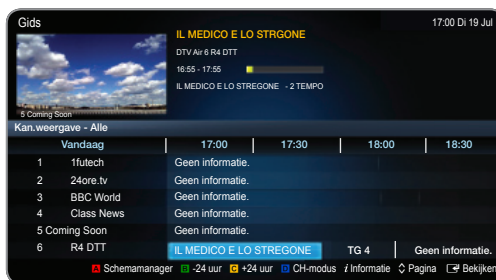 Gids
17:00 Di 19 Jul
IL MEDICO E LO STRGONE
DTV Air 6 R4 DTT
16:55 - 17:55
IL MEDICO E LO STREGONE - 2 TEMPO
5 Coming Soon
Kan.weergave - Alle
Vandaag 17:00 17:30 18:00 18:30
1 1futech Geen informatie.
2 24ore.tv Geen informatie.
3 BBC World Geen informatie.
4 Class News Geen informatie.
5 Coming Soon Geen informatie.
6 R4 DTT IL MEDICO E LO STREGONE TG 4 Geen informatie.
A Schemamanager B -24 uur C +24 uur D CH-modus i Informatie Pagina Bekijken